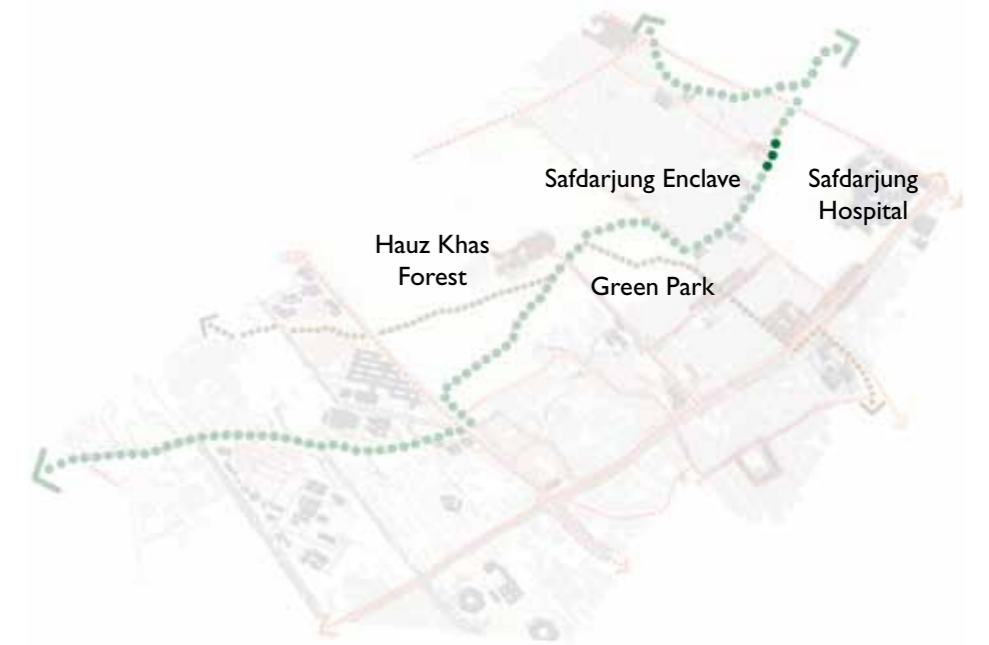 Safdarjung Enclave
Safdarjung
Hospital
Hauz Khas
Forest
Green Park